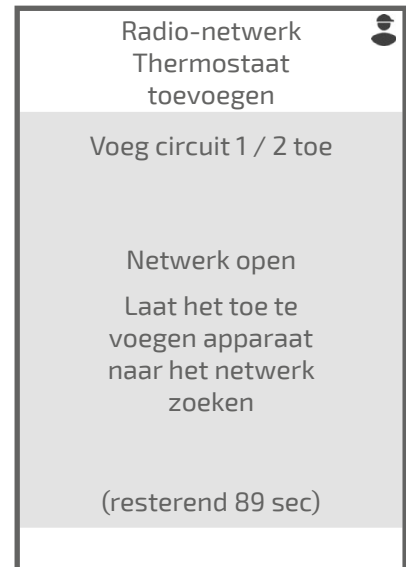 Radio-netwerk
Thermostaat
toevoegen
Voeg circuit 1 / 2 toe
Netwerk open
Laat het toe te
voegen apparaat
naar het netwerk
zoeken
(resterend 89 sec)